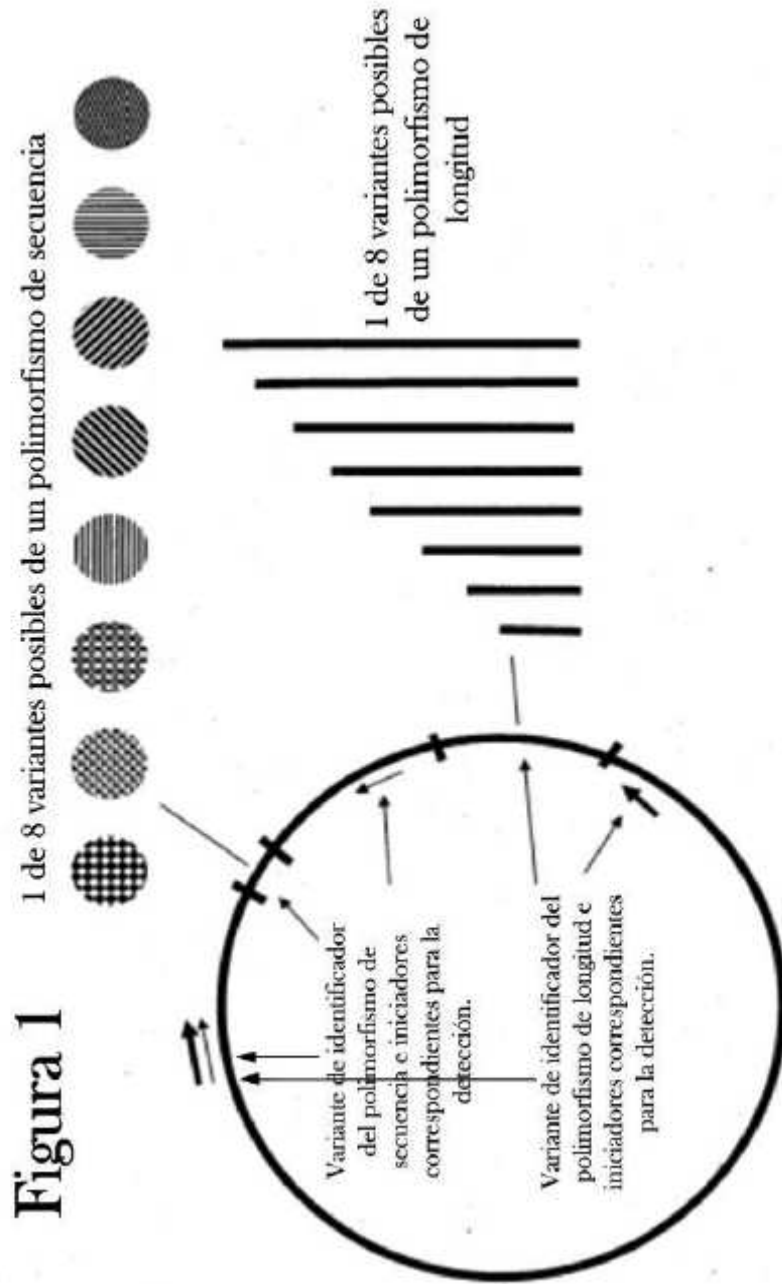 Figura 1
1 de 8 variantes posibles de un polimorfismo de secuencia
Variante de identificador
del polimorfismo de
secuencia e iniciadores
correspondientes para la
detección.
Variante de identificador del
polimorfismo de longitud e
iniciadores correspondientes
para la detección.
1 de 8 variantes posibles
de un polimorfismo de
longitud